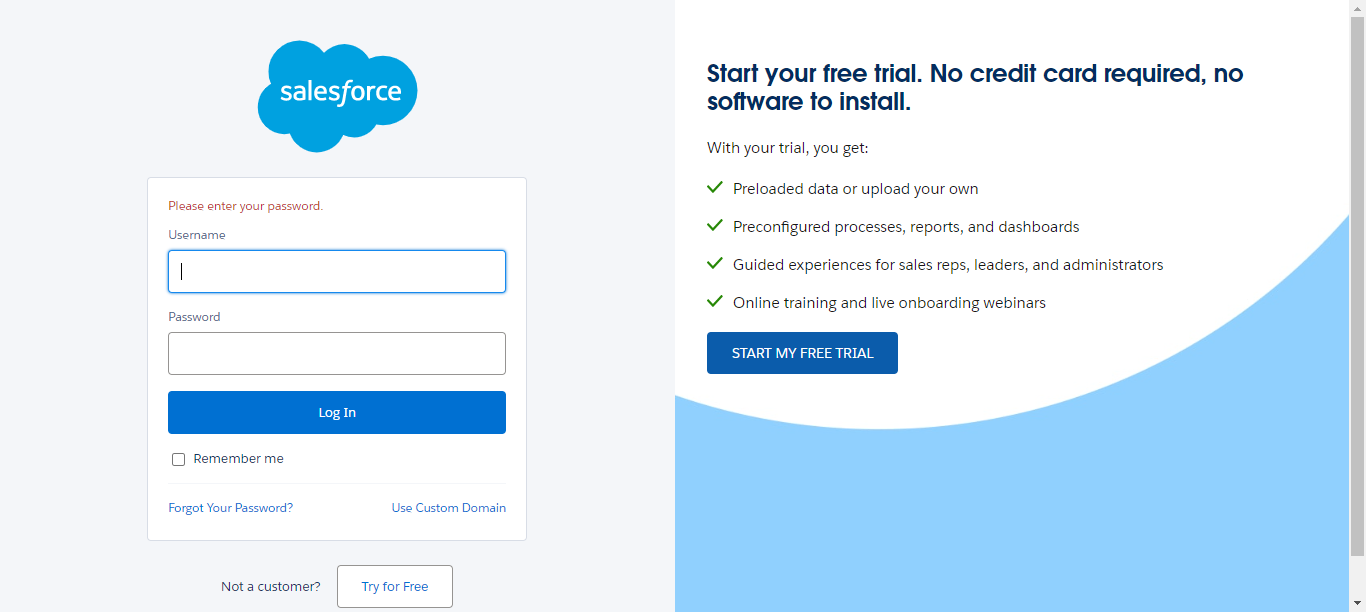 salesforce
Please enter your password.
Username
Password
Log In
Remember me
Forgot Your Password?
Use Custom Domain
Not a customer?
Try for Free
Start your free trial. No credit card required, no
software to install.
With your trial, you get:
Preloaded data or upload your own
Preconfigured processes, reports, and dashboards
Guided experiences for sales reps, leaders, and administrators
Online training and live onboarding webinars
START MY FREE TRIAL